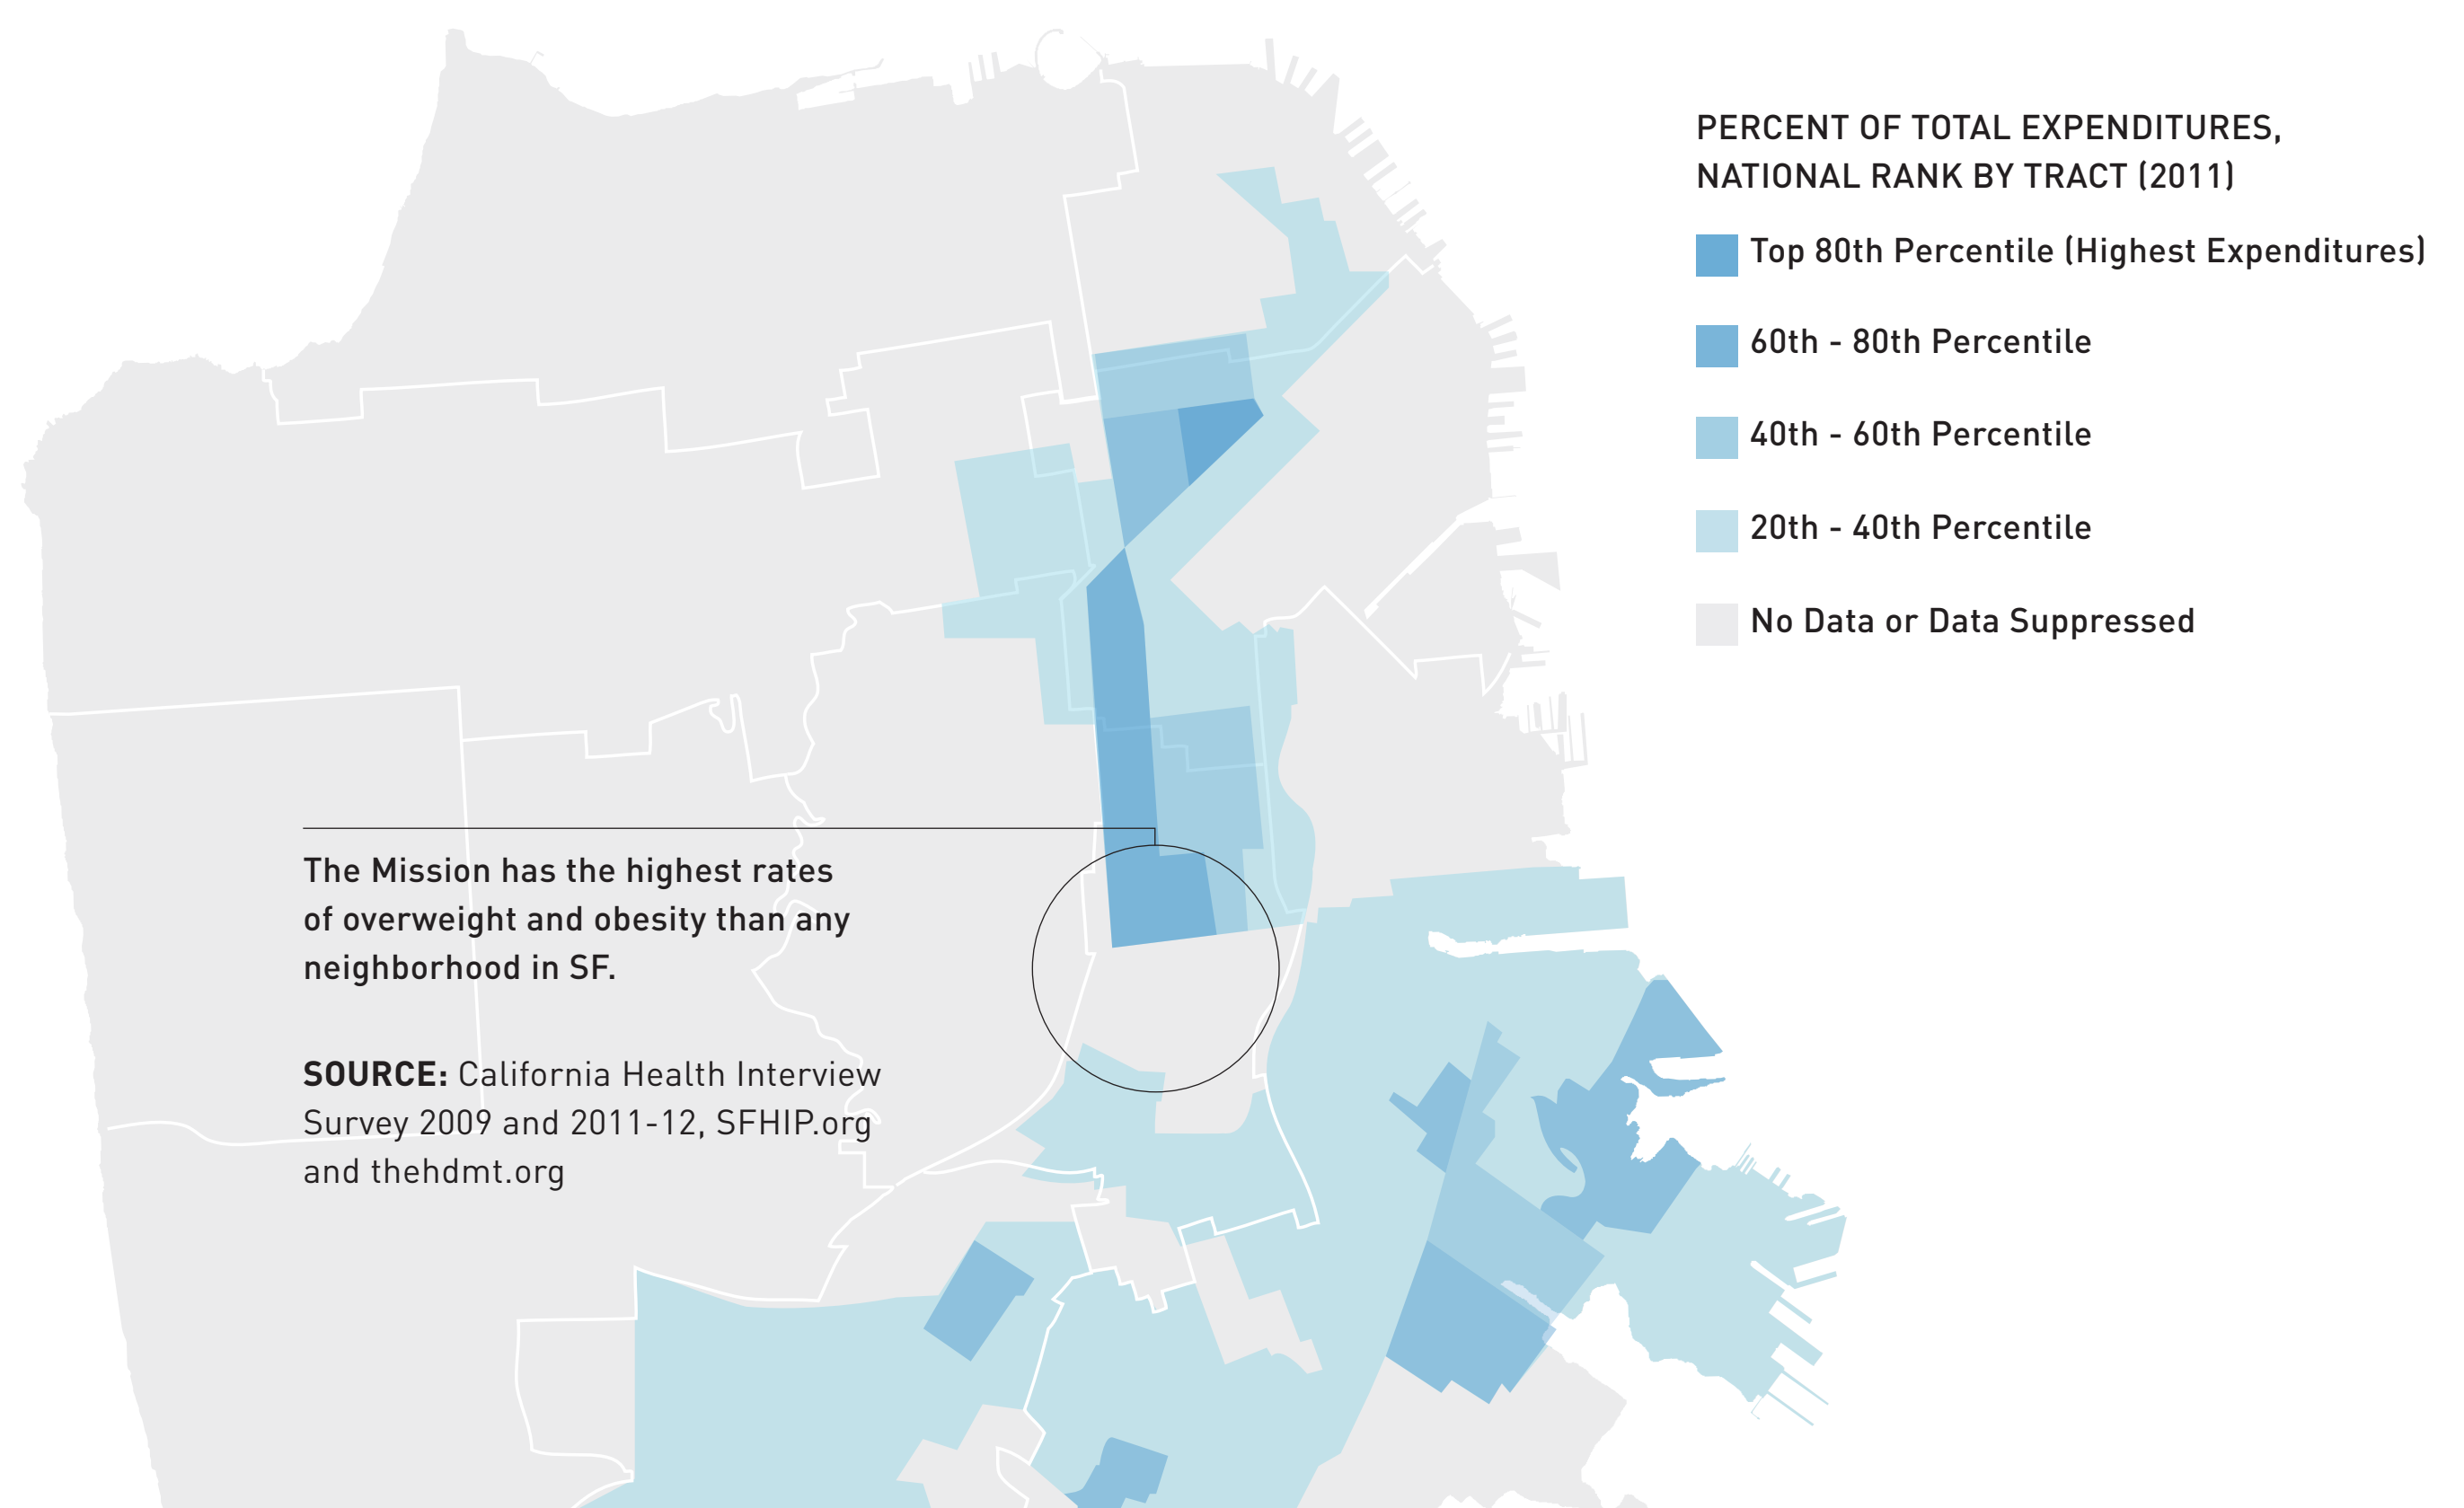 PERCENT OF TOTAL EXPENDITURES,
NATIONAL RANK BY TRACT (2011)
Top 80th Percentile (Highest Expenditures)
60th - 80th Percentile
40th - 60th Percentile
20th - 40th Percentile
No Data or Data Suppressed
The Mission has the highest rates
of overweight and obesity than any
neighborhood in SF.
SOURCE: California Health Interview
Survey 2009 and 2011-12, SFHIP.org
and thehdmt.org